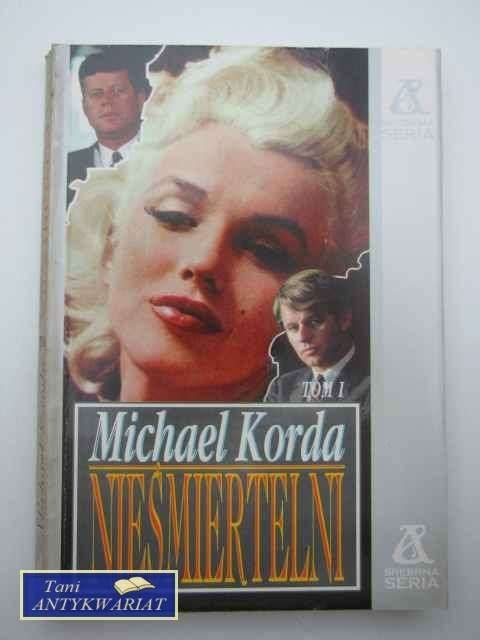 SREBRNA
SERIA
TOM I
Michael Korda
NIEŚMIERTELNI
SREBRNA
SERIA
Tani
ANTYKWARIAT